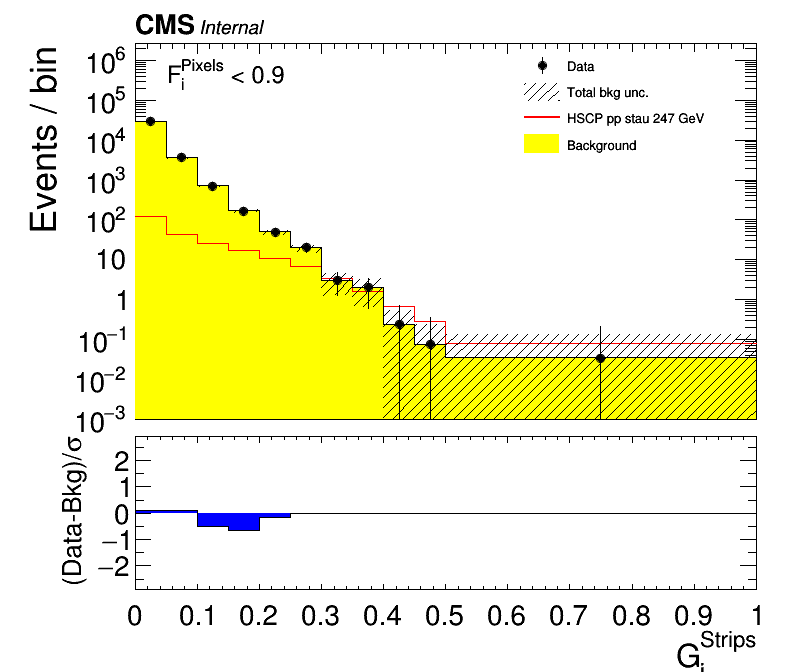 CMS Internal
F_i^Pixels < 0.9
Data
Total bkg unc.
HSCP pp stau 247 GeV
Background
Events / bin
10^6
10^5
10^4
10^3
10^2
10
1
10^−1
10^−2
10^−3
(Data-Bkg)/σ
2
1
0
−1
−2
0 0.1 0.2 0.3 0.4 0.5 0.6 0.7 0.8 0.9 1
G_i^Strips